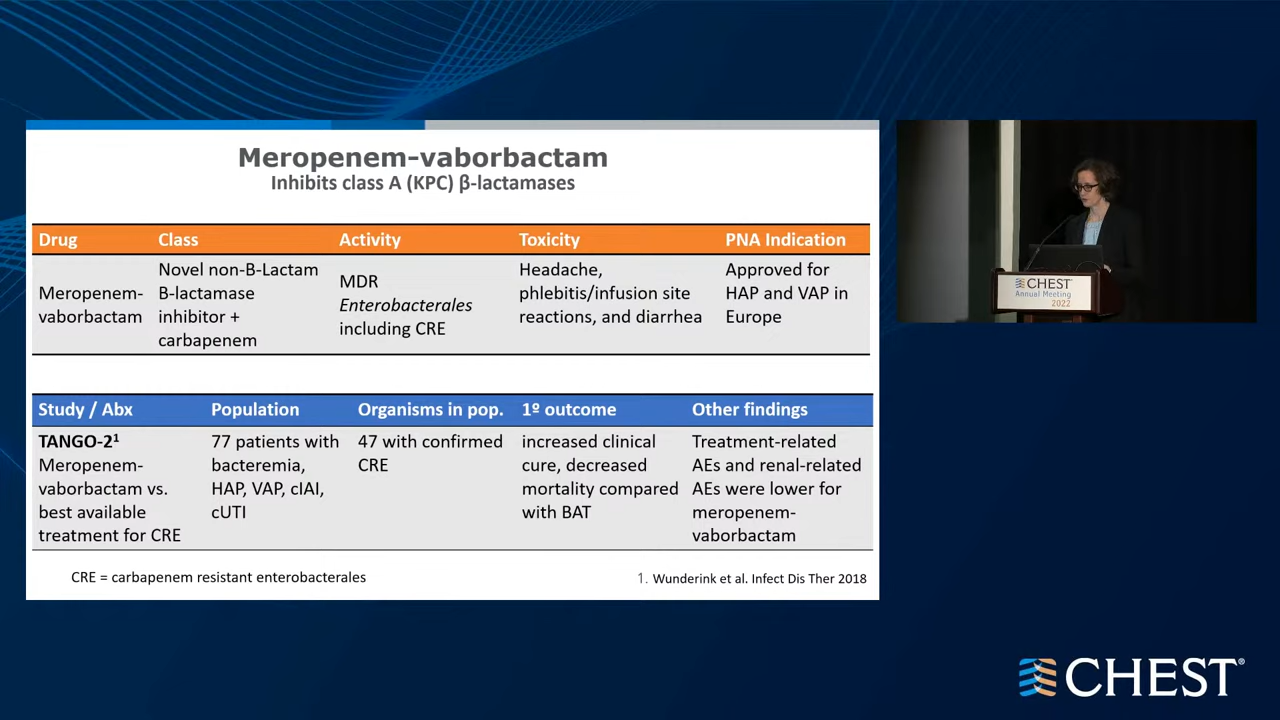 Meropenem-vaborbactam
Inhibits class A (KPC) β-lactamases
Drug
Class
Activity
Toxicity
PNA Indication
Meropenem-
vaborbactam
Novel non-B-Lactam
B-lactamase
inhibitor +
carbapenem
MDR
Enterobacterales
including CRE
Headache,
phlebitis/infusion site
reactions, and diarrhea
Approved for
HAP and VAP in
Europe
Study / Abx
Population
Organisms in pop.
1º outcome
Other findings
TANGO-2¹
Meropenem-
vaborbactam vs.
best available
treatment for CRE
77 patients with
bacteremia,
HAP, VAP, cIAI,
cUTI
47 with confirmed
CRE
increased clinical
cure, decreased
mortality compared
with BAT
Treatment-related
AEs and renal-related
AEs were lower for
meropenem-
vaborbactam
CRE = carbapenem resistant enterobacterales
1. Wunderink et al. Infect Dis Ther 2018
CHEST
Annual Meeting
2022
CHEST®